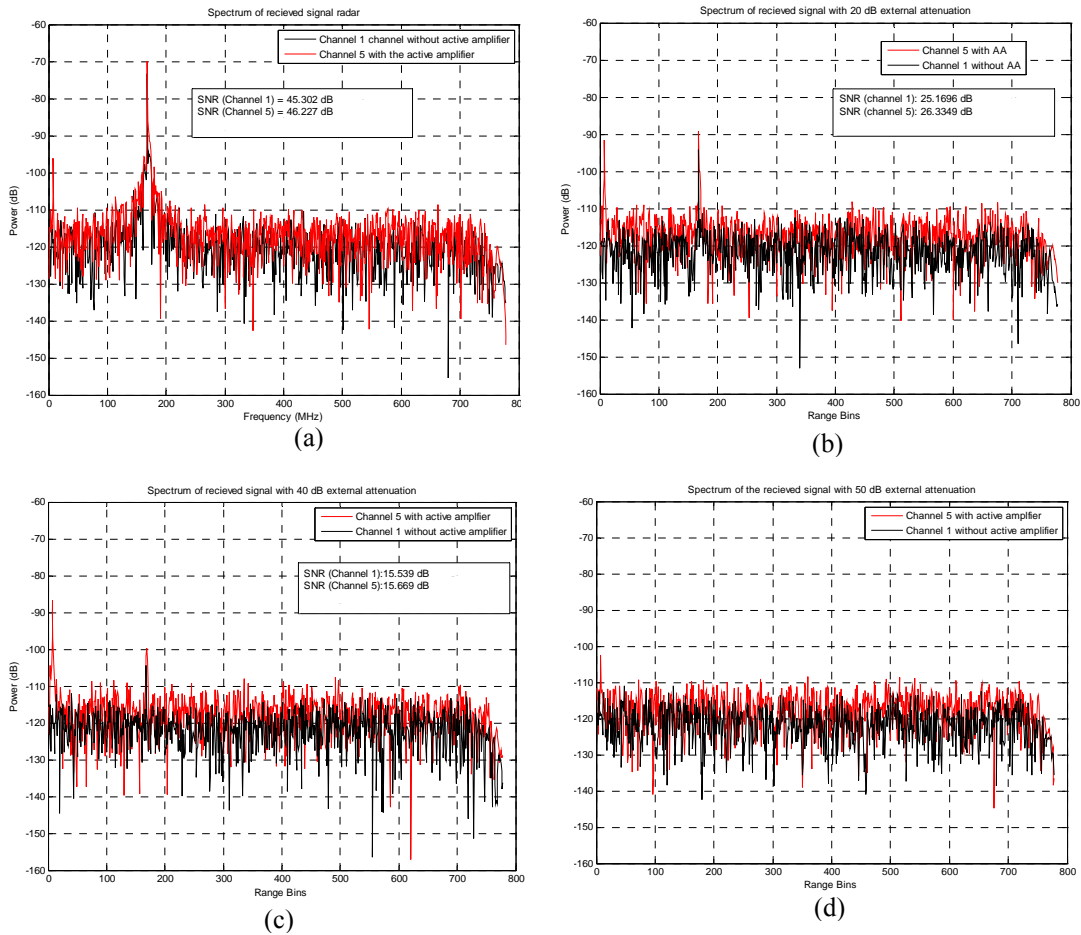 Spectrum of recieved signal radar
-60
-70
-80
-90
-100
-110
-120
-130
-140
-150
-160
Power (dB)
Channel 1 channel without active amplifier
Channel 5 with the active amplifier
SNR (Channel 1) = 45.302 dB
SNR (Channel 5) = 46.227 dB
0 100 200 300 400 500 600 700 80
Frequency (MHz)
(a)
Spectrum of recieved signal with 20 dB external attenuation
-60
-70
-80
-90
-100
-110
-120
-130
-140
-150
-160
Power (dB)
Channel 5 with AA
Channel 1 without AA
SNR (channel 1): 25.1696 dB
SNR (channel 5): 26.3349 dB
0 100 200 300 400 500 600 700 800
Range Bins
(b)
Spectrum of recieved signal with 40 dB external attenuation
-60
-70
-80
-90
-100
-110
-120
-130
-140
-150
-160
Power (dB)
Channel 5 with active amplfier
Channel 1 without active amplifier
SNR (Channel 1):15.539 dB
SNR (Channel 5):15.669 dB
0 100 200 300 400 500 600 700 800
Range Bins
(c)
Spectrum of the recieved signal with 50 dB external attenuation
-60
-70
-80
-90
-100
-110
-120
-130
-140
-150
-160
Power (dB)
Channel 5 with active amplfier
Channel 1 without active amplifier
0 100 200 300 400 500 600 700 800
Range Bins
(d)